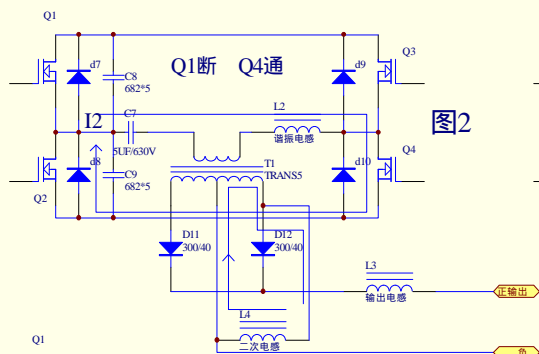 Q1
Q3
d7
C8
682*5
Q1断 Q4通
d9
I2
C7
5UF/630V
L2
谐振电感
图2
d8
C9
682*5
T1
TRANS5
d10
Q4
Q2
D11
300/40
D12
300/40
L3
输出电感
正输出
L4
二次电感
Q1
负